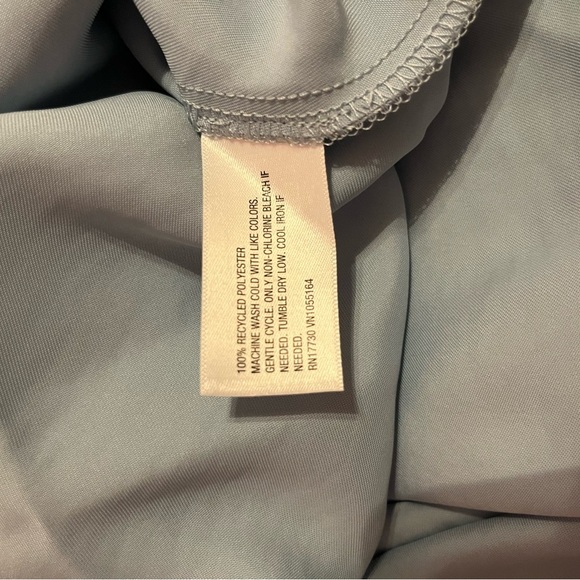 100% RECYCLED POLYESTER
MACHINE WASH COLD WITH LIKE COLORS.
GENTLE CYCLE. ONLY NON-CHLORINE BLEACH IF
NEEDED. TUMBLE DRY LOW. COOL IRON IF
NEEDED.
RN17730 VN1055164